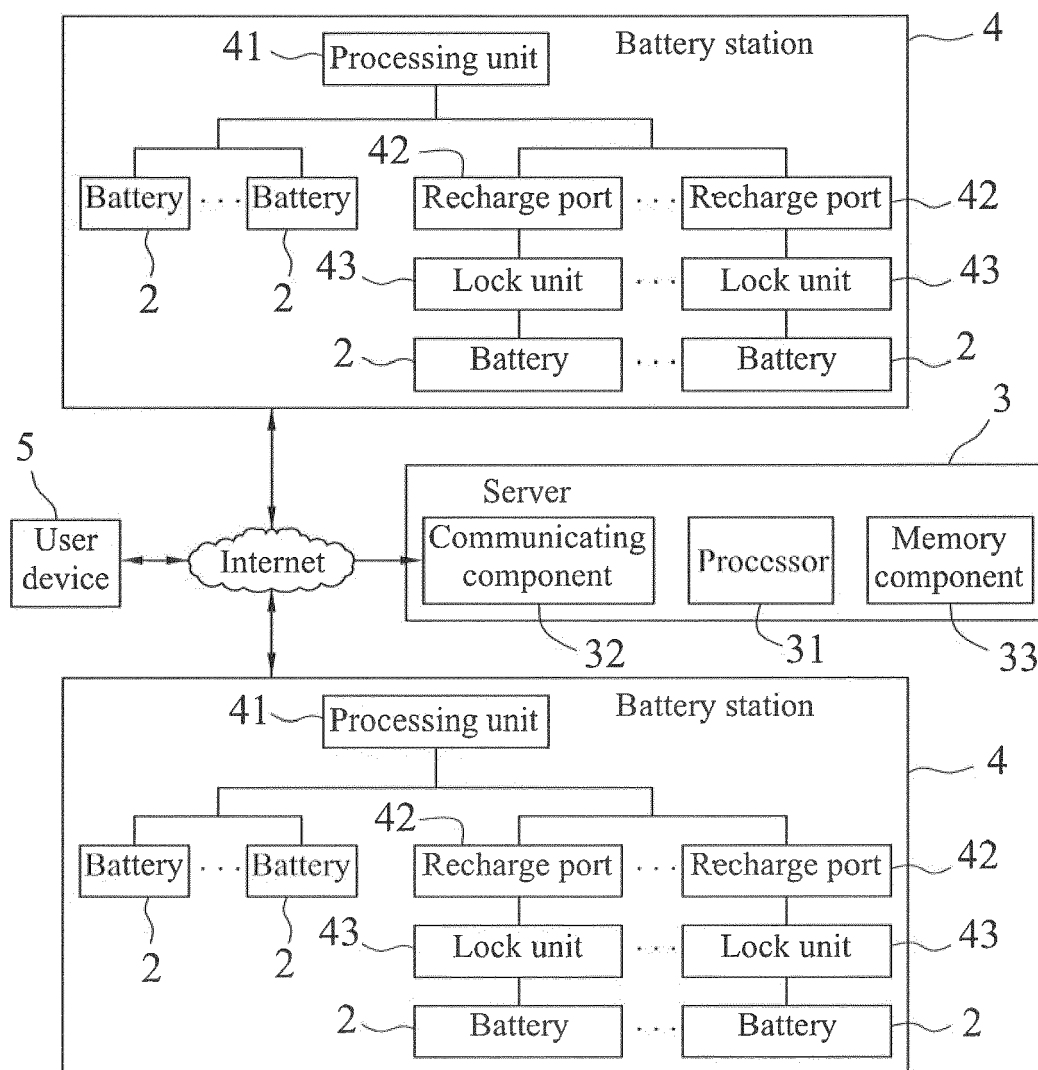 41
Processing unit
Battery station
4
42
Battery
· · ·
Battery
Recharge port
· · ·
Recharge port
42
2
2
43
Lock unit
· · ·
Lock unit
43
2
Battery
· · ·
Battery
2
3
5
Server
User
device
Internet
Communicating
component
Processor
Memory
component
32
31
33
41
Processing unit
Battery station
4
42
Battery
· · ·
Battery
Recharge port
· · ·
Recharge port
42
2
2
43
Lock unit
· · ·
Lock unit
43
2
Battery
· · ·
Battery
2